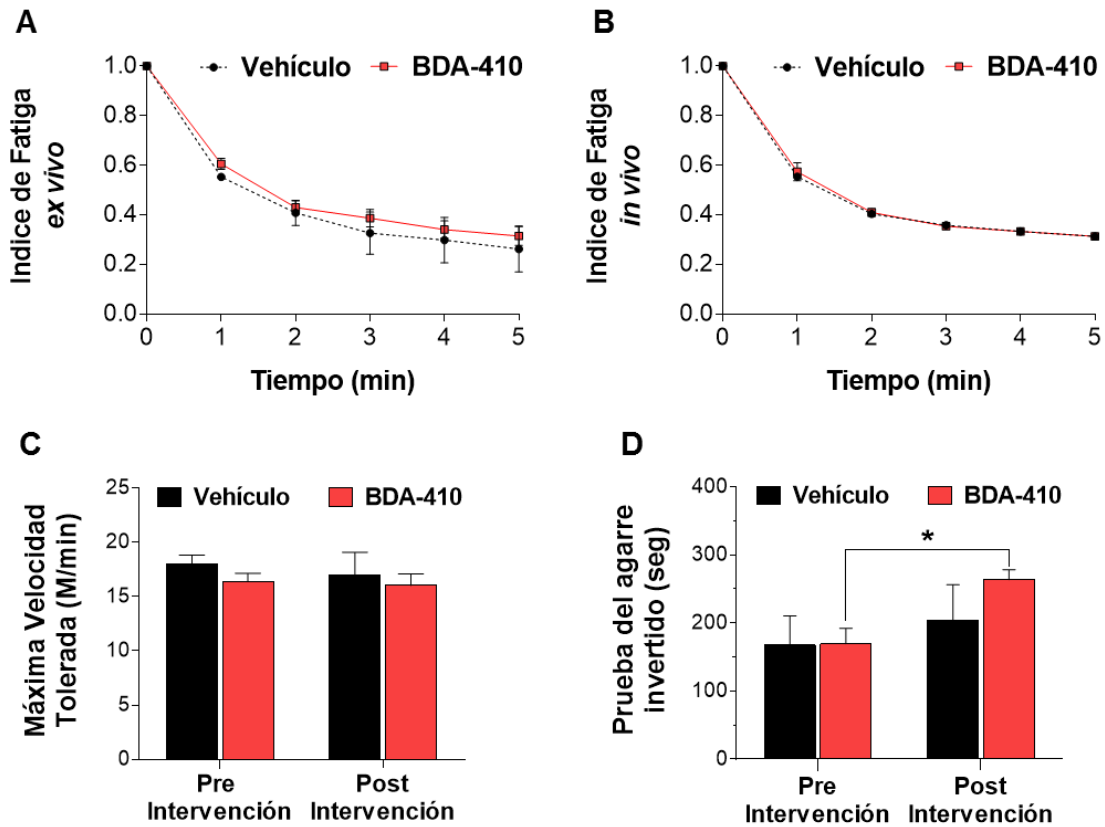 A
Vehículo BDA-410
Indice de Fatiga
ex vivo
1.0
0.8
0.6
0.4
0.2
0.0
0 1 2 3 4 5
Tiempo (min)
B
Vehículo BDA-410
Indice de Fatiga
in vivo
1.0
0.8
0.6
0.4
0.2
0.0
0 1 2 3 4 5
Tiempo (min)
C
Vehículo BDA-410
Máxima Velocidad
Tolerada (M/min)
25
20
15
10
5
0
Pre
Intervención
Post
Intervención
D
Vehículo BDA-410
Prueba del agarre
invertido (seg)
400
300
200
100
0
*
Pre
Intervención
Post
Intervención